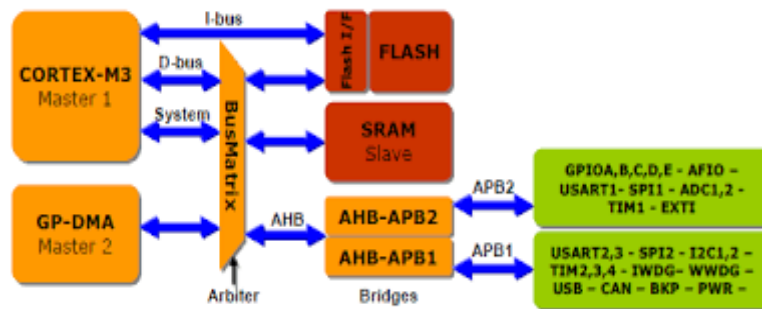 I-bus
CORTEX-M3
Master 1
D-bus
System
BusMatrix
Flash I/F
FLASH
SRAM
Slave
GP-DMA
Master 2
AHB
Arbiter
AHB-APB2
AHB-APB1
Bridges
APB2
GPIOA,B,C,D,E - AFIO –
USART1- SPI1 - ADC1,2 -
TIM1 - EXTI
APB1
USART2,3 - SPI2 - I2C1,2 –
TIM2,3,4 - IWDG– WWDG –
USB – CAN – BKP – PWR –